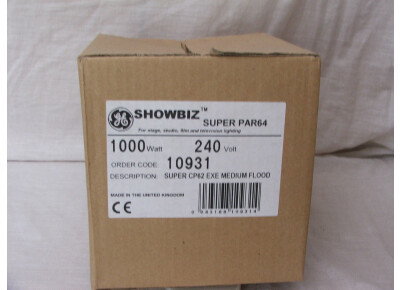 SHOWBIZ™ SUPER PAR64
For stage, studio, film and television lighting
1000 Watt 240 Volt
ORDER CODE: 10931
DESCRIPTION: SUPER CP62 EXE MEDIUM FLOOD
MADE IN THE UNITED KINGDOM
CE